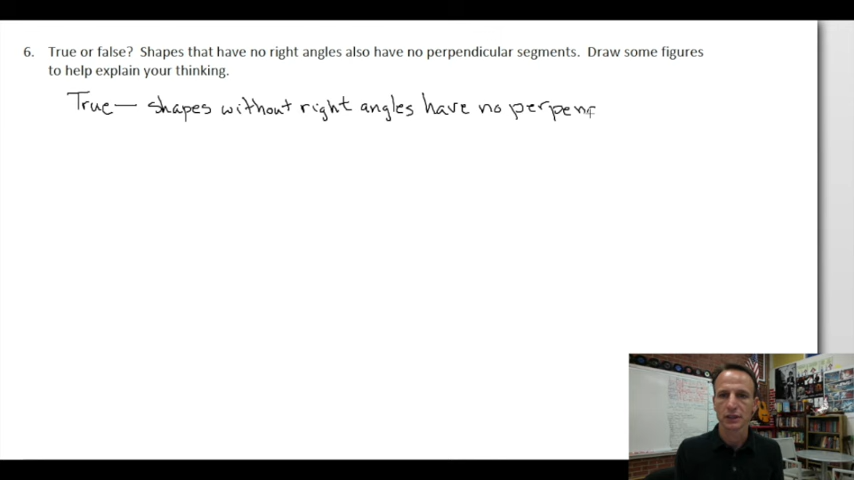 6. True or false? Shapes that have no right angles also have no perpendicular segments. Draw some figures
to help explain your thinking.
True— shapes without right angles have no perpend